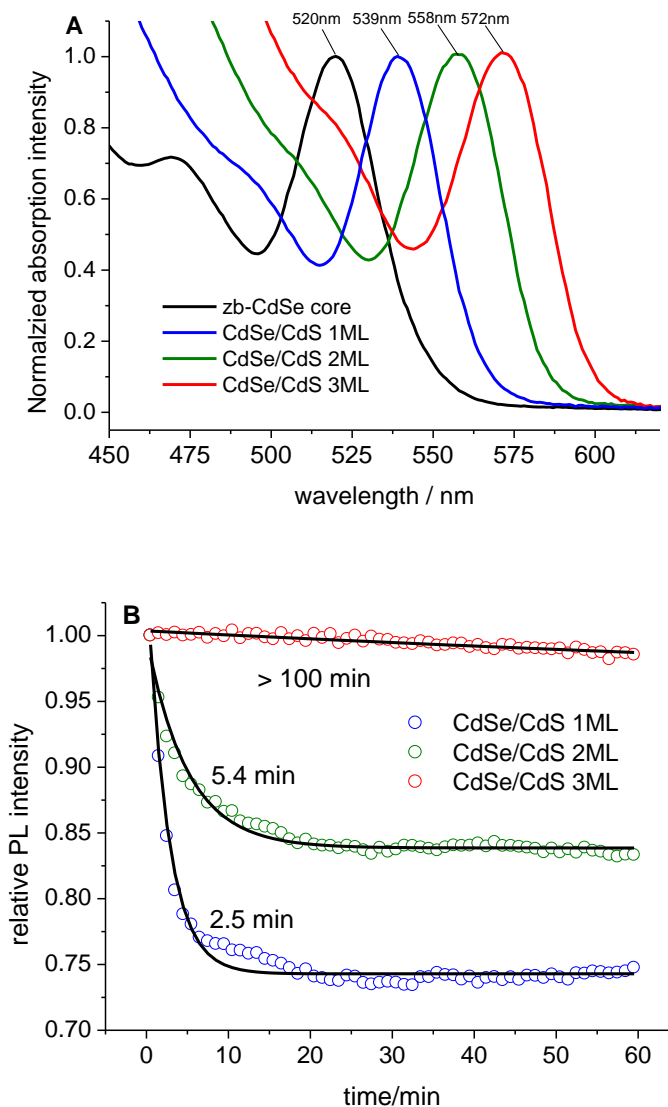 A
520nm 539nm 558nm 572nm
1.0
0.8
0.6
0.4
0.2
0.0
Normalzied absorption intensity
zb-CdSe core
CdSe/CdS 1ML
CdSe/CdS 2ML
CdSe/CdS 3ML
450 475 500 525 550 575 600
wavelength / nm
B
1.00
0.95
0.90
0.85
0.80
0.75
0.70
relative PL intensity
> 100 min
CdSe/CdS 1ML
CdSe/CdS 2ML
CdSe/CdS 3ML
5.4 min
2.5 min
0 10 20 30 40 50 60
time/min